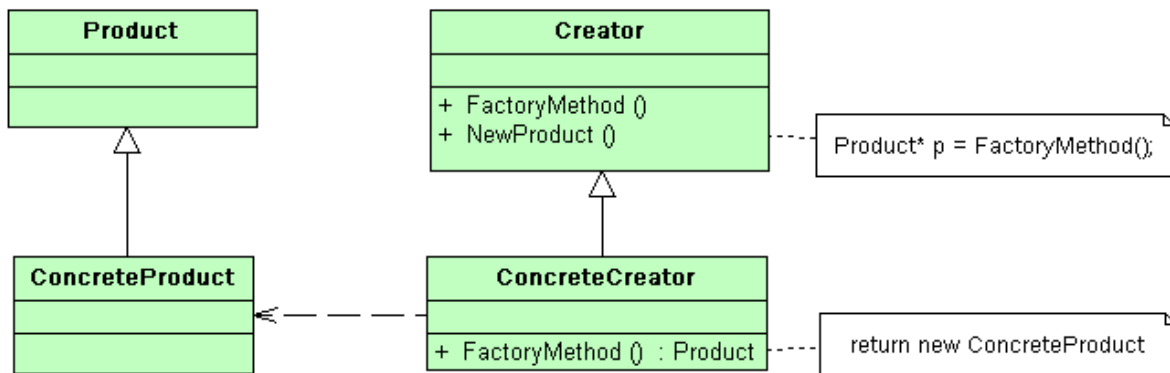 Product
Creator
+ FactoryMethod ()
+ NewProduct ()
Product* p = FactoryMethod();
ConcreteProduct
ConcreteCreator
+ FactoryMethod () : Product
return new ConcreteProduct